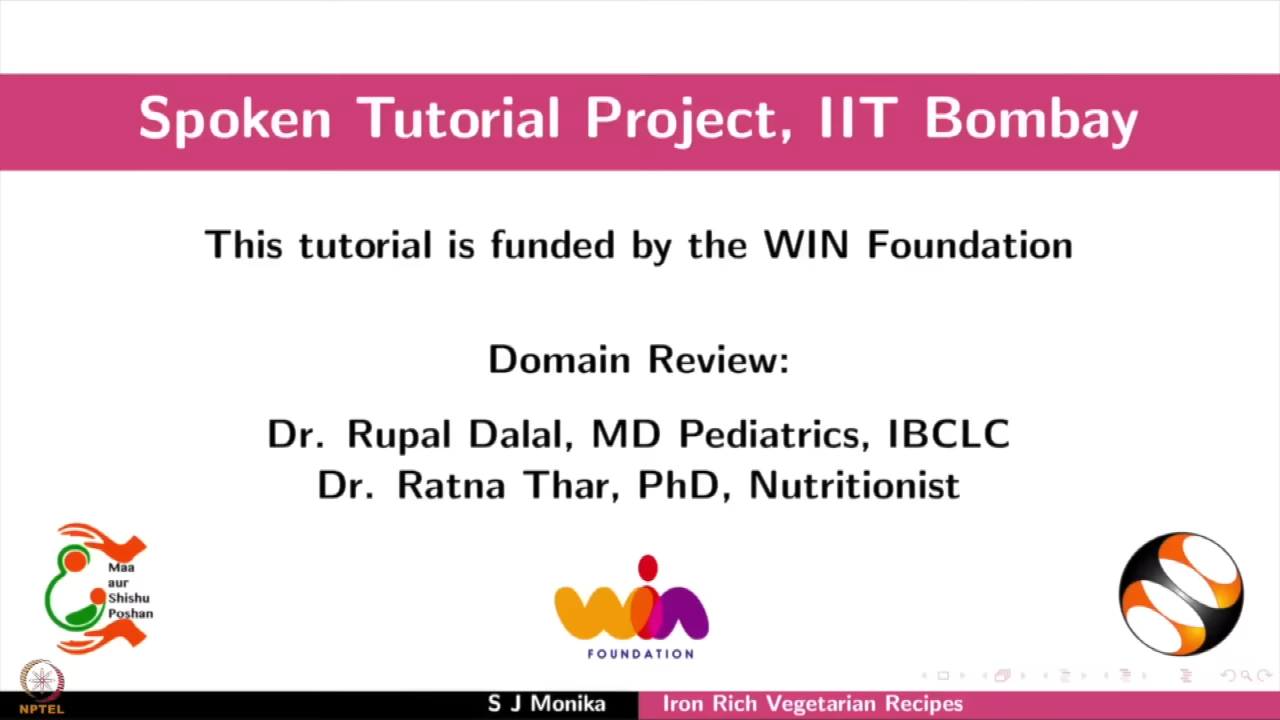 Spoken Tutorial Project, IIT Bombay
This tutorial is funded by the WIN Foundation
Domain Review:
Dr. Rupal Dalal, MD Pediatrics, IBCLC
Dr. Ratna Thar, PhD, Nutritionist
Maa
aur
Shishu
Poshan
win
FOUNDATION
NPTEL
S J Monika
Iron Rich Vegetarian Recipes